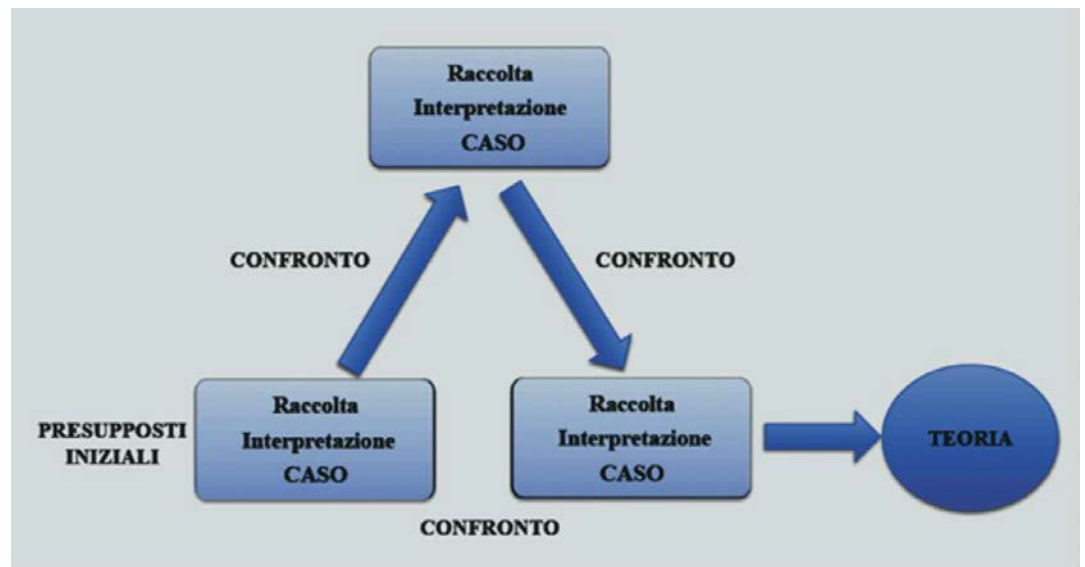 Raccolta
Interpretazione
CASO
CONFRONTO
CONFRONTO
PRESUPPOSTI
INIZIALI
Raccolta
Interpretazione
CASO
Raccolta
Interpretazione
CASO
TEORIA
CONFRONTO